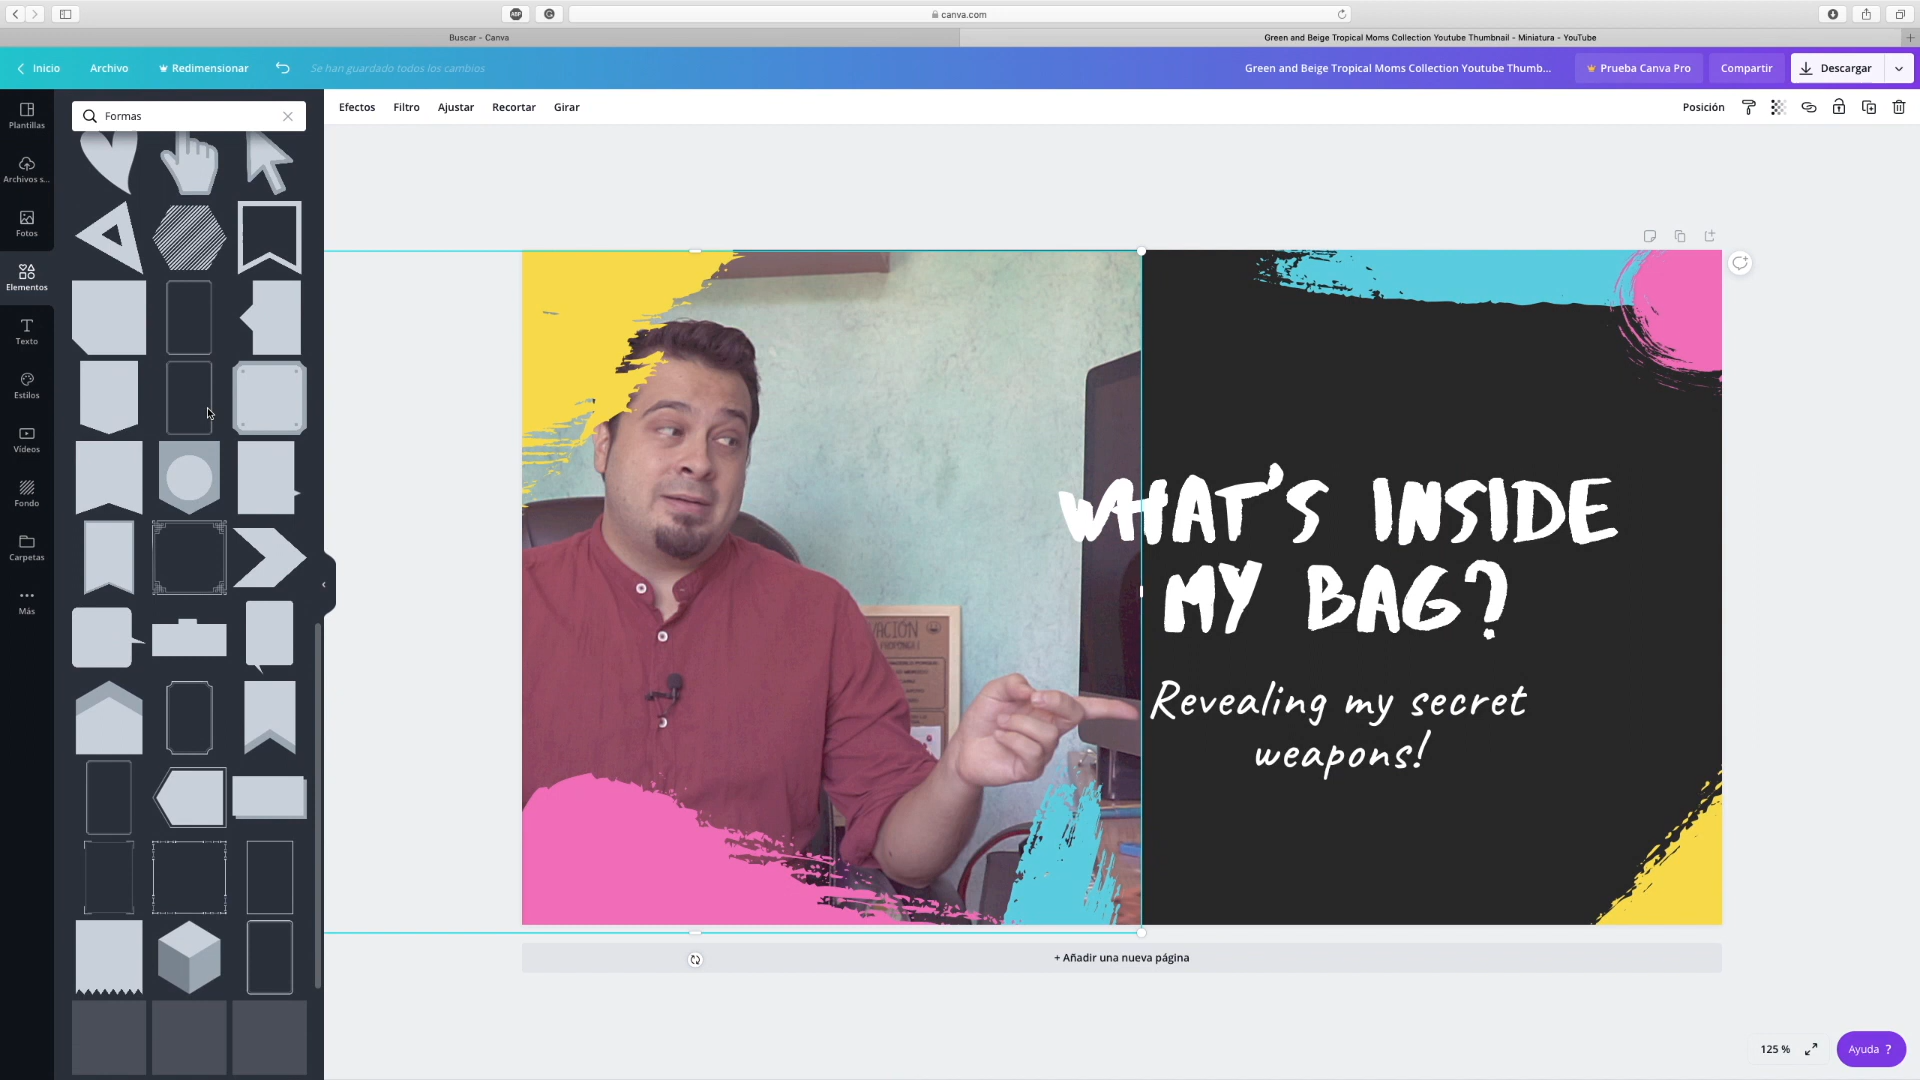 canva.com
Buscar - Canva
Green and Beige Tropical Moms Collection Youtube Thumbnail - Miniatura - YouTube
Inicio
Archivo
Redimensionar
Se han guardado todos los cambios
Green and Beige Tropical Moms Collection Youtube Thumb...
Prueba Canva Pro
Compartir
Descargar
Plantillas
Archivos s...
Fotos
Elementos
Texto
Estilos
Vídeos
Fondo
Carpetas
Más
Formas
Efectos
Filtro
Ajustar
Recortar
Girar
Posición
WHAT'S INSIDE
MY BAG?
Revealing my secret
weapons!
+ Añadir una nueva página
125 %
Ayuda ?